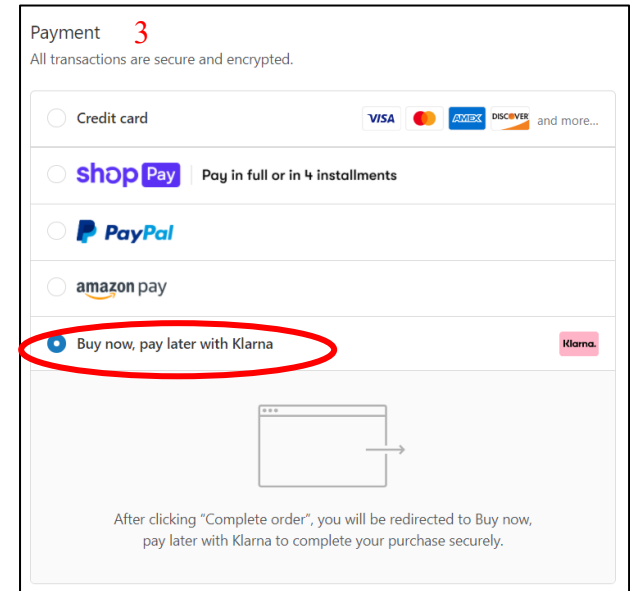 Payment 3
All transactions are secure and encrypted.
Credit card VISA AMEX DISCOVER and more...
shop Pay Pay in full or in 4 installments
PayPal
amazon pay
Buy now, pay later with Klarna Klarna.
After clicking “Complete order”, you will be redirected to Buy now,
pay later with Klarna to complete your purchase securely.